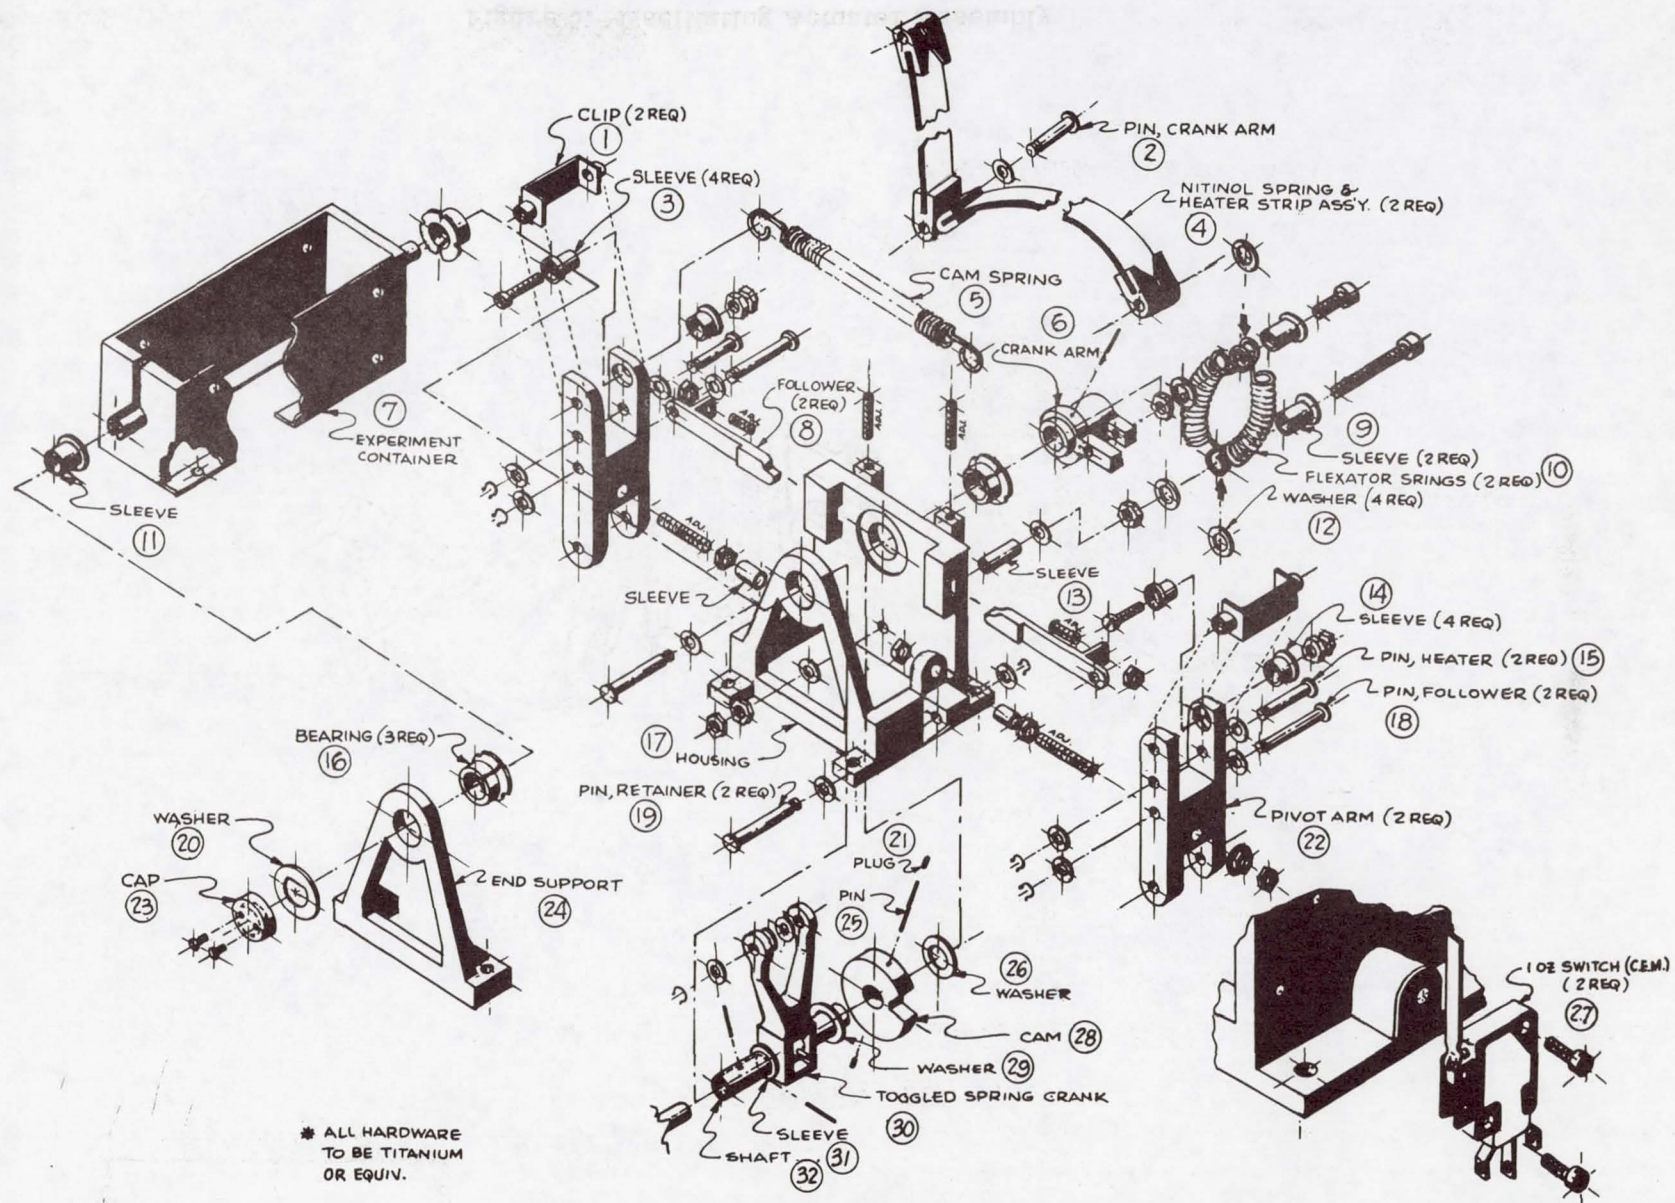 CLIP (2 REQ)
1
PIN, CRANK ARM
2
SLEEVE (4 REQ)
3
NITINOL SPRING &
HEATER STRIP ASS'Y. (2 REQ)
4
CAM SPRING
5
6
CRANK ARM
7
EXPERIMENT
CONTAINER
FOLLOWER
(2 REQ)
8
9
SLEEVE (2 REQ)
FLEXATOR SRINGS (2 REQ) 10
WASHER (4 REQ)
12
SLEEVE
11
SLEEVE
SLEEVE
13
14
SLEEVE (4 REQ)
PIN, HEATER (2 REQ) 15
PIN, FOLLOWER (2 REQ)
18
BEARING (3 REQ)
16
17
HOUSING
PIN, RETAINER (2 REQ)
19
WASHER
20
21
PLUG
PIVOT ARM (2 REQ)
22
CAP
23
END SUPPORT
24
PIN
25
26
WASHER
1 OZ SWITCH (C.E.M.)
(2 REQ)
27
CAM 28
WASHER 29
TOGGLED SPRING CRANK
30
SLEEVE
31
SHAFT
32
* ALL HARDWARE
TO BE TITANIUM
OR EQUIV.